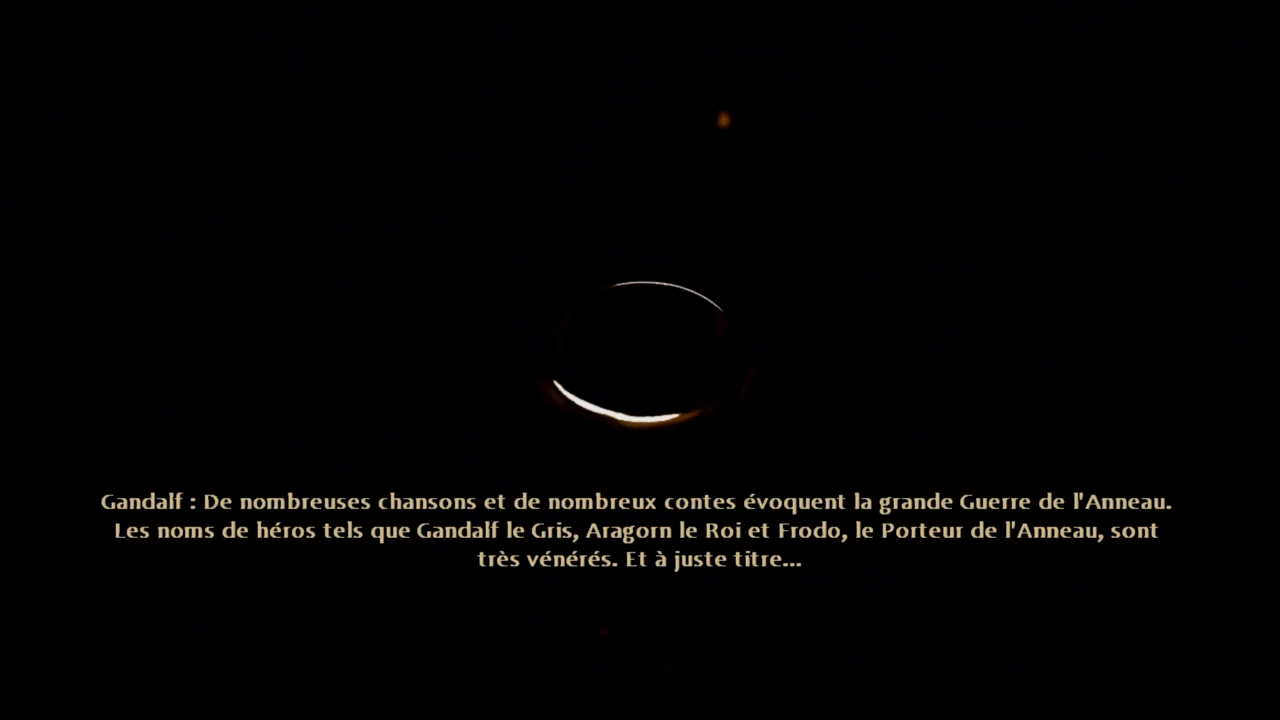 Gandalf : De nombreuses chansons et de nombreux contes évoquent la grande Guerre de l'Anneau.
Les noms de héros tels que Gandalf le Gris, Aragorn le Roi et Frodo, le Porteur de l'Anneau, sont
très vénérés. Et à juste titre...